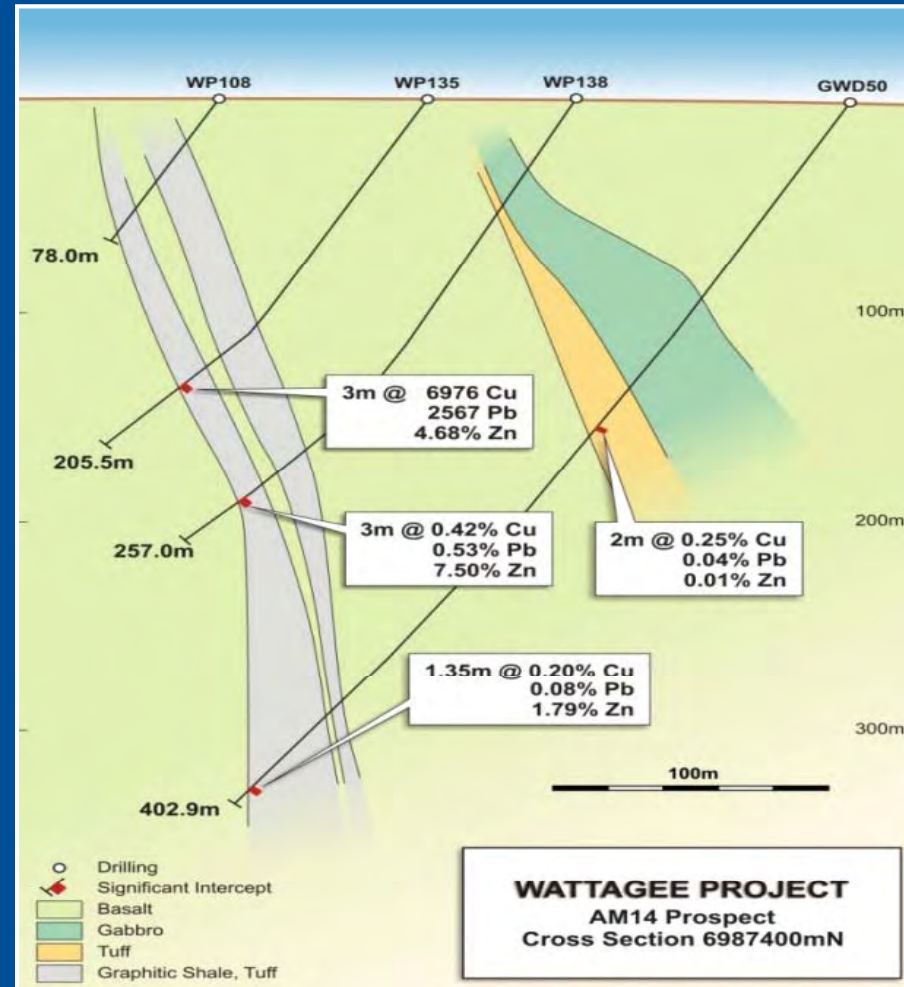 WP108
WP135
WP138
GWD50
78.0m
100m
3m @ 6976 Cu
2567 Pb
4.68% Zn
205.5m
200m
3m @ 0.42% Cu
0.53% Pb
7.50% Zn
257.0m
2m @ 0.25% Cu
0.04% Pb
0.01% Zn
1.35m @ 0.20% Cu
0.08% Pb
1.79% Zn
300m
100m
402.9m
Drilling
Significant Intercept
Basalt
Gabbro
Tuff
Graphitic Shale, Tuff
WATTAGEE PROJECT
AM14 Prospect
Cross Section 6987400mN